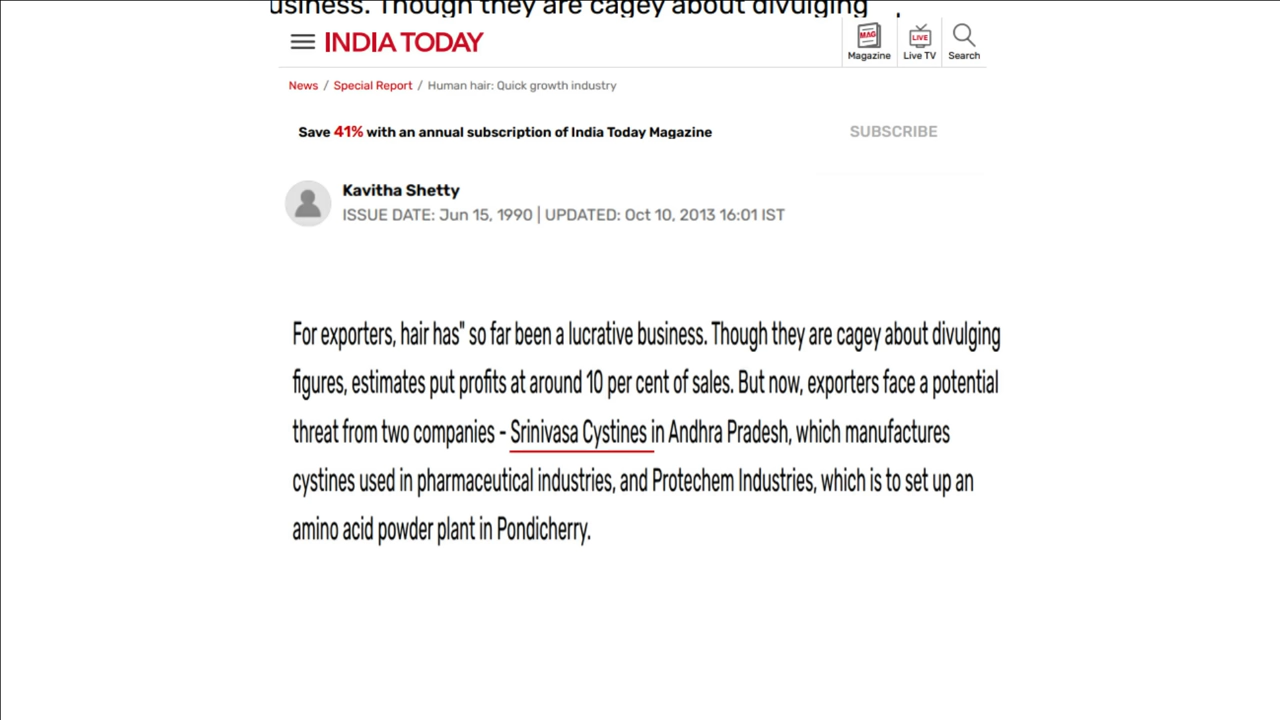 usiness. Though they are cagey about divulging
INDIA TODAY
MAG
Magazine
LIVE
Live TV
Search
News / Special Report / Human hair: Quick growth industry
Save 41% with an annual subscription of India Today Magazine
SUBSCRIBE
Kavitha Shetty
ISSUE DATE: Jun 15, 1990 | UPDATED: Oct 10, 2013 16:01 IST
For exporters, hair has" so far been a lucrative business. Though they are cagey about divulging
figures, estimates put profits at around 10 per cent of sales. But now, exporters face a potential
threat from two companies - Srinivasa Cystines in Andhra Pradesh, which manufactures
cystines used in pharmaceutical industries, and Protechem Industries, which is to set up an
amino acid powder plant in Pondicherry.